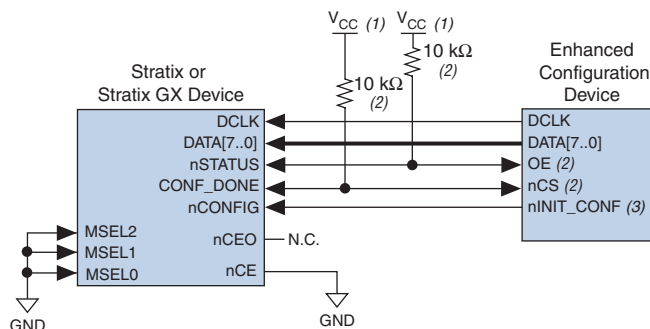 V_CC (1)
V_CC (1)
10 kΩ
(2)
10 kΩ
(2)
Stratix or
Stratix GX Device
Enhanced
Configuration
Device
DCLK
DATA[7..0]
nSTATUS
CONF_DONE
nCONFIG
MSEL2
MSEL1
MSEL0
nCEO
N.C.
nCE
DCLK
DATA[7..0]
OE (2)
nCS (2)
nINIT_CONF (3)
GND
GND